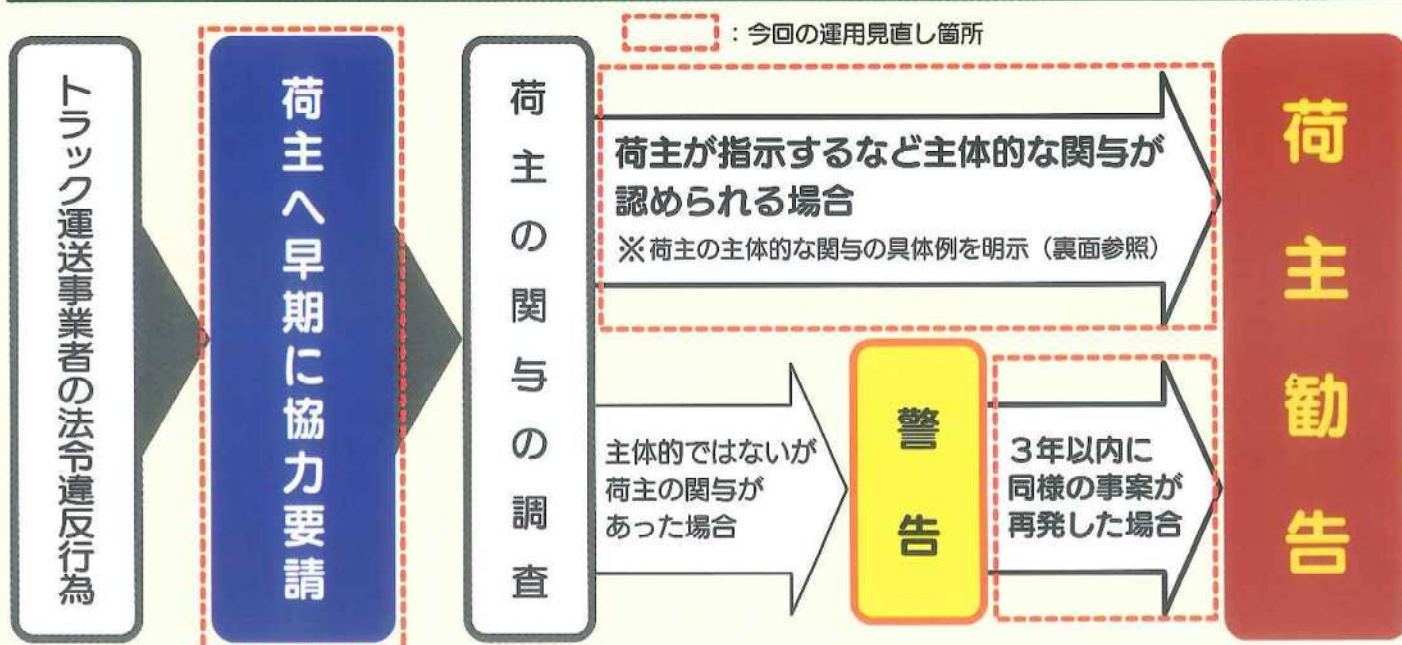 ：今回の運用見直し箇所
トラック運送事業者の法令違反行為
荷主へ早期に協力要請
荷主の関与の調査
荷主が指示するなど主体的な関与が
認められる場合
※荷主の主体的な関与の具体例を明示（裏面参照）
主体的ではないが
荷主の関与が
あった場合
警告
３年以内に
同様の事案が
再発した場合
荷主勧告